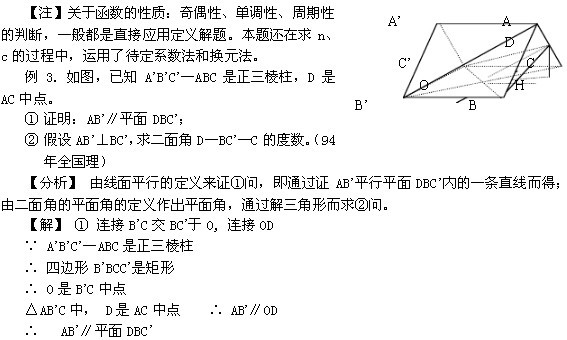 【注】关于函数的性质：奇偶性、单调性、周期性
的判断，一般都是直接应用定义解题。本题还在求 n、
c 的过程中，运用了待定系数法和换元法。
例 3. 如图，已知 A'B'C'—ABC 是正三棱柱，D 是
AC 中点。
① 证明：AB'∥平面 DBC'；
② 假设 AB'⊥BC'，求二面角 D—BC'—C 的度数。（94
年全国理）
A' A
D
C' C
O H
B' B
【分析】 由线面平行的定义来证①问，即通过证 AB'平行平面 DBC'内的一条直线而得；
由二面角的平面角的定义作出平面角，通过解三角形而求②问。
【解】 ① 连接 B'C 交 BC'于 O, 连接 OD
∵ A'B'C'—ABC 是正三棱柱
∴ 四边形 B'BCC'是矩形
∴ O 是 B'C 中点
△AB'C 中， D 是 AC 中点 ∴ AB'∥OD
∴ AB'∥平面 DBC'